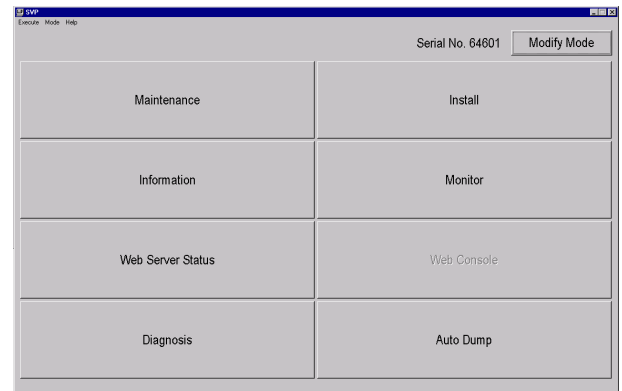 SVP
Execute Mode Help
Serial No. 64601 Modify Mode
Maintenance Install
Information Monitor
Web Server Status Web Console
Diagnosis Auto Dump